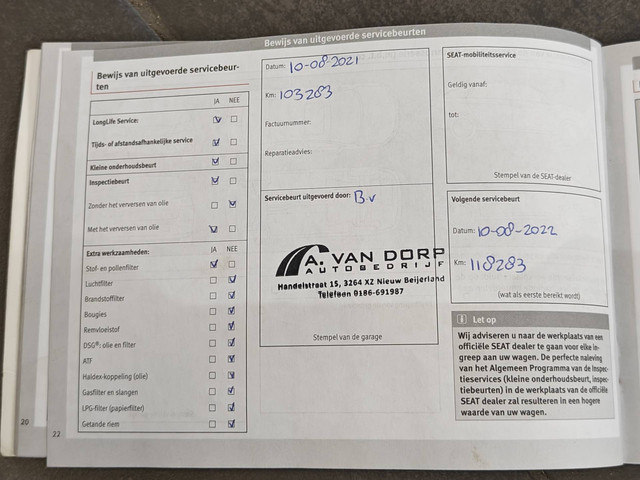 Bewijs van uitgevoerde servicebeurten
Bewijs van uitgevoerde servicebeur-
ten
JA NEE
LongLife Service:
Tijds- of afstandsafhankelijke service
Kleine onderhoudsbeurt
Inspectiebeurt
Zonder het verversen van olie
Met het verversen van olie
Extra werkzaamheden: JA NEE
Stof- en pollenfilter
Luchtfilter
Brandstoffilter
Bougies
Remvloeistof
DSG®: olie en filter
ATF
Haldex-koppeling (olie)
Gasfilter en slangen
LPG-filter (papierfilter)
Getande riem
20
22
Datum: 10-08-2021
Km: 103283
Factuurnummer:
Reparatieadvies:
Servicebeurt uitgevoerd door: B.v
A. VAN DORP
AUTOBEDRIJF
Handelstraat 15, 3264 XZ Nieuw Beijerland
Telefoon 0186-691987
Stempel van de garage
SEAT-mobiliteitsservice
Geldig vanaf:
tot:
Stempel van de SEAT-dealer
Volgende servicebeurt
Datum: 10-08-2022
Km: 118283
(wat als eerste bereikt wordt)
i Let op
Wij adviseren u naar de werkplaats van een
officiële SEAT dealer te gaan voor elke in-
greep aan uw wagen. De perfecte naleving
van het Algemeen Programma van de Inspec-
tieservices (kleine onderhoudsbeurt, inspec-
tiebeurten) in de werkplaats van de officiële
SEAT dealer zal resulteren in een hogere
waarde van uw wagen.